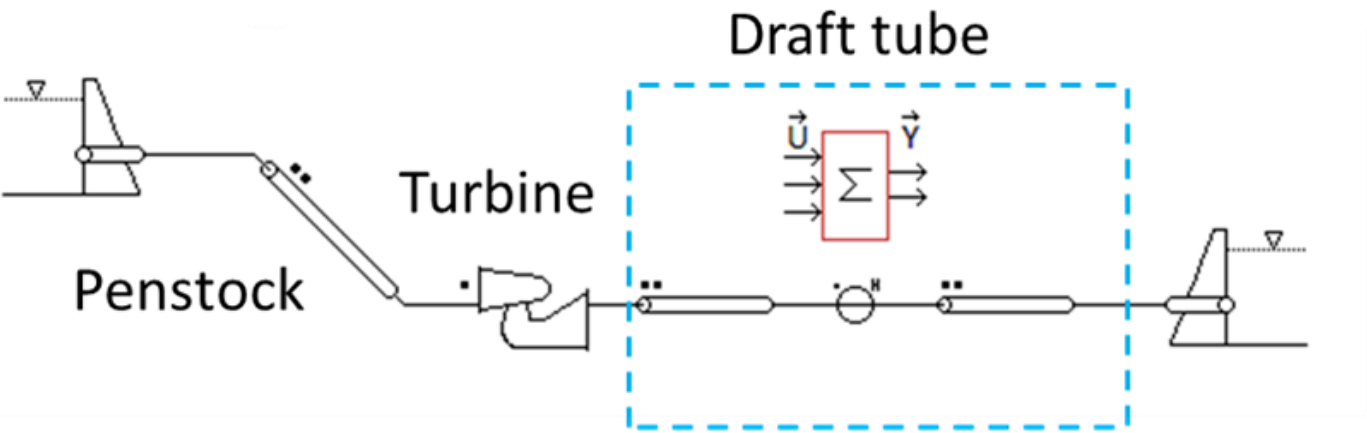 Draft tube
U Y
Σ
Turbine
Penstock
H